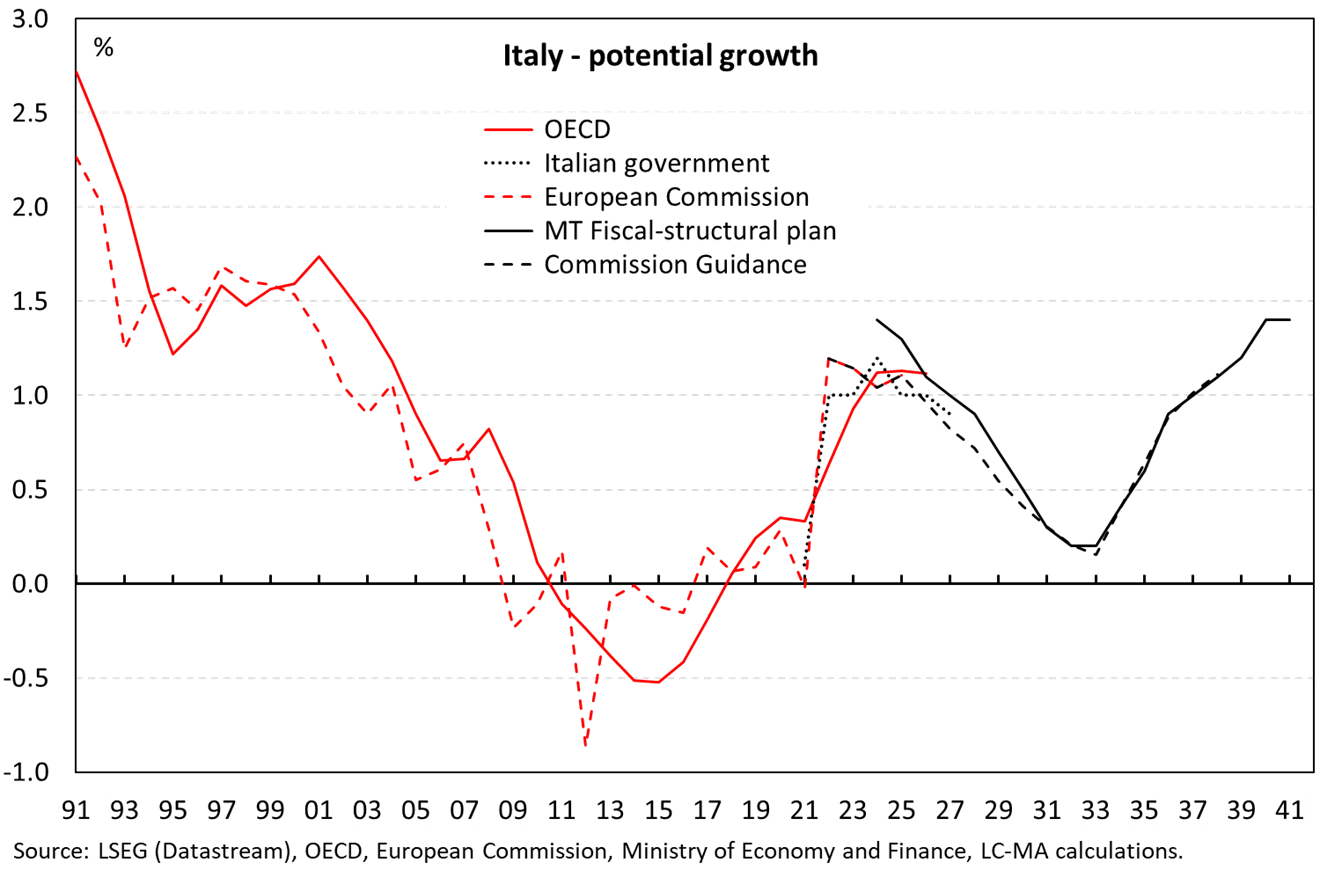 Italy - potential growth
%
3.0
2.5
2.0
1.5
1.0
0.5
0.0
-0.5
-1.0
OECD
Italian government
European Commission
MT Fiscal-structural plan
Commission Guidance
91 93 95 97 99 01 03 05 07 09 11 13 15 17 19 21 23 25 27 29 31 33 35 37 39 41
Source: LSEG (Datastream), OECD, European Commission, Ministry of Economy and Finance, LC-MA calculations.